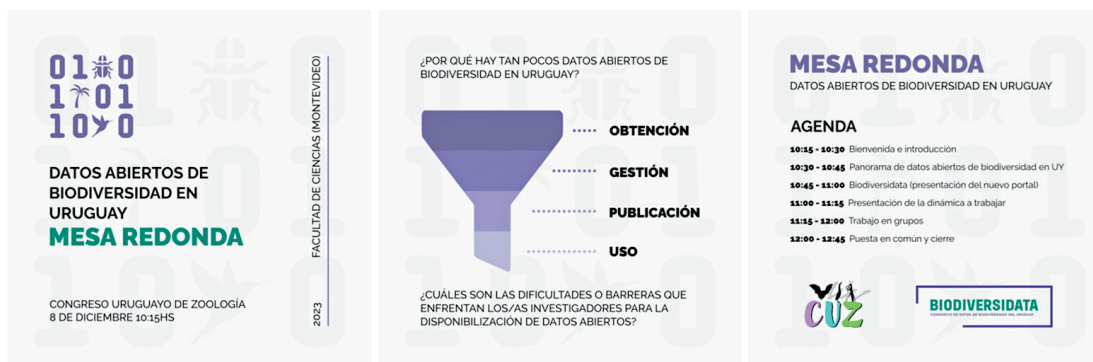 01 0
1 01
10 0
DATOS ABIERTOS DE
BIODIVERSIDAD EN
URUGUAY
MESA REDONDA
CONGRESO URUGUAYO DE ZOOLOGÍA
8 DE DICIEMBRE 10:15HS
2023 FACULTAD DE CIENCIAS (MONTEVIDEO)
¿POR QUÉ HAY TAN POCOS DATOS ABIERTOS DE
BIODIVERSIDAD EN URUGUAY?
OBTENCIÓN
GESTIÓN
PUBLICACIÓN
USO
¿CUÁLES SON LAS DIFICULTADES O BARRERAS QUE
ENFRENTAN LOS/AS INVESTIGADORES PARA LA
DISPONIBILIZACIÓN DE DATOS ABIERTOS?
MESA REDONDA
DATOS ABIERTOS DE BIODIVERSIDAD EN URUGUAY
AGENDA
10:15 - 10:30 Bienvenida e introducción
10:30 - 10:45 Panorama de datos abiertos de biodiversidad en UY
10:45 - 11:00 Biodiversidata (presentación del nuevo portal)
11:00 - 11:15 Presentación de la dinámica a trabajar
11:15 - 12:00 Trabajo en grupos
12:00 - 12:45 Puesta en común y cierre
VII
CUZ
BIODIVERSIDATA
CONSORCIO DE DATOS DE BIODIVERSIDAD DEL URUGUAY